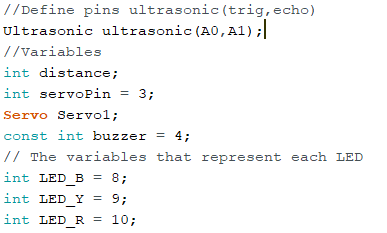 //Define pins ultrasonic(trig,echo)
Ultrasonic ultrasonic(A0,A1);
//Variables
int distance;
int servoPin = 3;
Servo Servo1;
const int buzzer = 4;
// The variables that represent each LED
int LED_B = 8;
int LED_Y = 9;
int LED_R = 10;